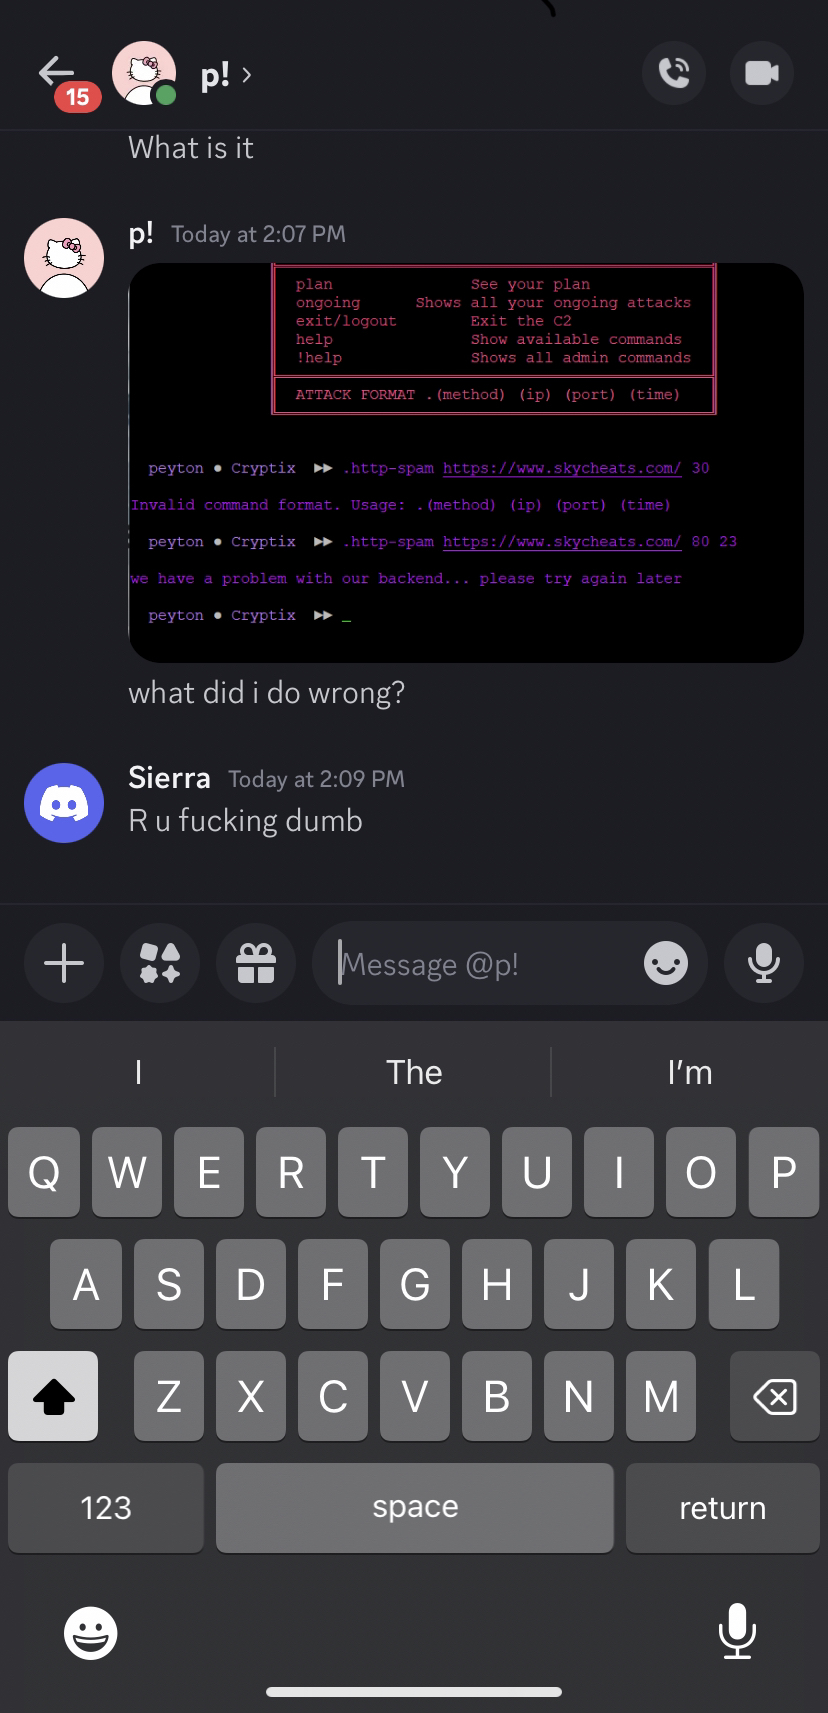 15
p!
What is it
p! Today at 2:07 PM
plan See your plan
ongoing Shows all your ongoing attacks
exit/logout Exit the C2
help Show available commands
!help Shows all admin commands
ATTACK FORMAT .(method) (ip) (port) (time)
peyton ● Cryptix ▶▶ .http-spam https://www.skycheats.com/ 30
Invalid command format. Usage: .(method) (ip) (port) (time)
peyton ● Cryptix ▶▶ .http-spam https://www.skycheats.com/ 80 23
we have a problem with our backend... please try again later
peyton ● Cryptix ▶▶ _
what did i do wrong?
Sierra Today at 2:09 PM
R u fucking dumb
Message @p!
I The I’m
Q W E R T Y U I O P
A S D F G H J K L
Z X C V B N M
123 space return